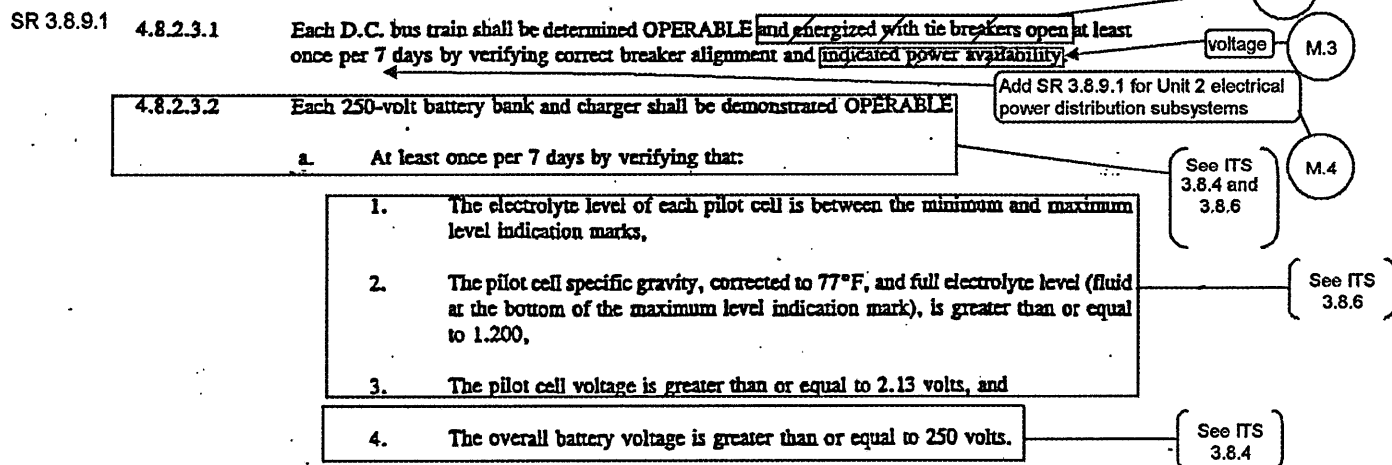 SR 3.8.9.1
4.8.2.3.1 Each D.C. bus train shall be determined OPERABLE and energized with tie breakers open at least
once per 7 days by verifying correct breaker alignment and indicated power availability.
voltage
M.3
Add SR 3.8.9.1 for Unit 2 electrical
power distribution subsystems
M.4
4.8.2.3.2 Each 250-volt battery bank and charger shall be demonstrated OPERABLE
a. At least once per 7 days by verifying that:
See ITS
3.8.4 and
3.8.6
1. The electrolyte level of each pilot cell is between the minimum and maximum
level indication marks,
2. The pilot cell specific gravity, corrected to 77°F, and full electrolyte level (fluid
at the bottom of the maximum level indication mark), is greater than or equal
to 1.200,
See ITS
3.8.6
3. The pilot cell voltage is greater than or equal to 2.13 volts, and
4. The overall battery voltage is greater than or equal to 250 volts.
See ITS
3.8.4